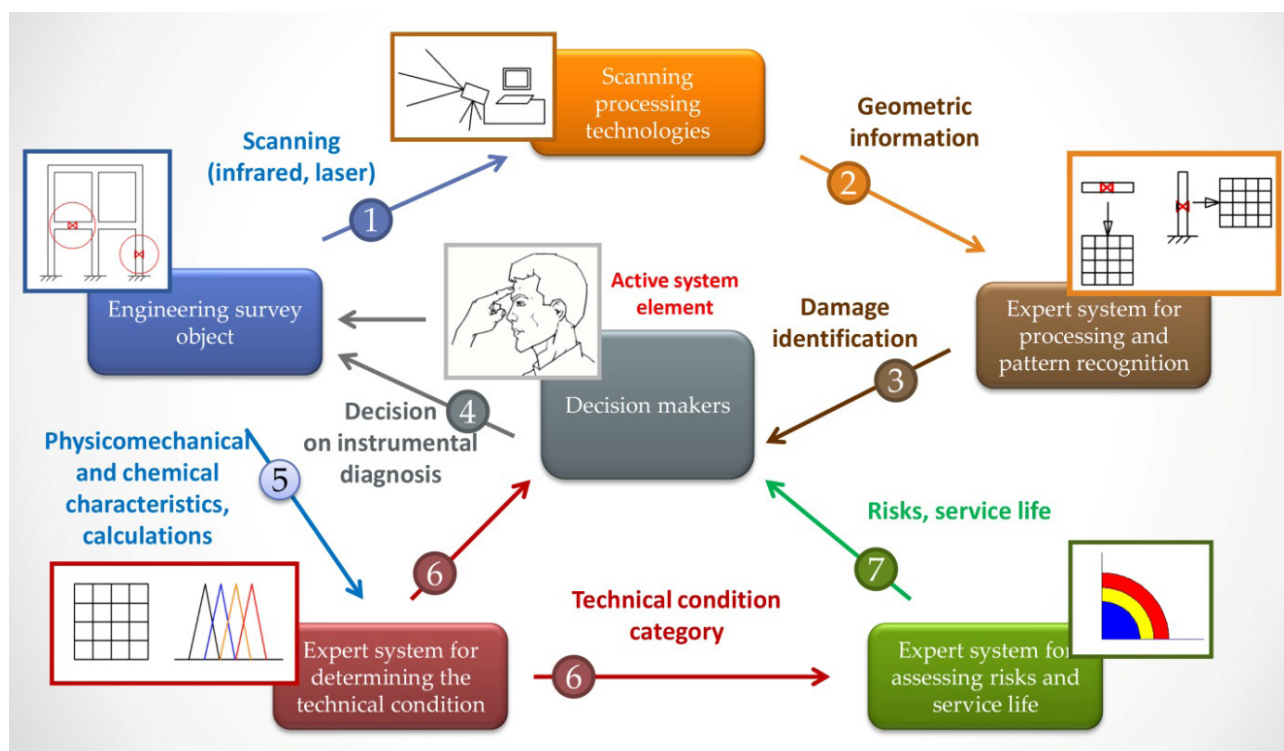 Scanning
processing
technologies
Scanning
(infrared, laser)
1
Geometric
information
2
Engineering survey
object
Active system
element
Decision makers
Damage
identification
3
Expert system for
processing and
pattern recognition
4
Decision
on instrumental
diagnosis
Physicomechanical
and chemical
characteristics,
calculations
5
6
Risks, service life
7
Expert system for
determining the
technical condition
Technical condition
category
6
Expert system for
assessing risks and
service life